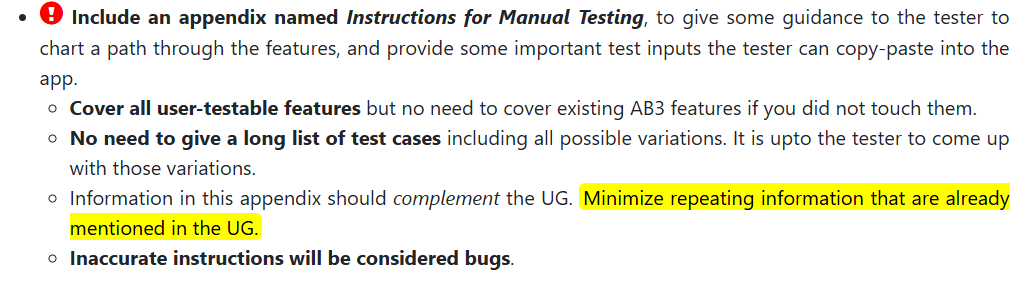 Include an appendix named Instructions for Manual Testing, to give some guidance to the tester to
chart a path through the features, and provide some important test inputs the tester can copy-paste into the
app.
Cover all user-testable features but no need to cover existing AB3 features if you did not touch them.
No need to give a long list of test cases including all possible variations. It is upto the tester to come up
with those variations.
Information in this appendix should complement the UG. Minimize repeating information that are already
mentioned in the UG.
Inaccurate instructions will be considered bugs.